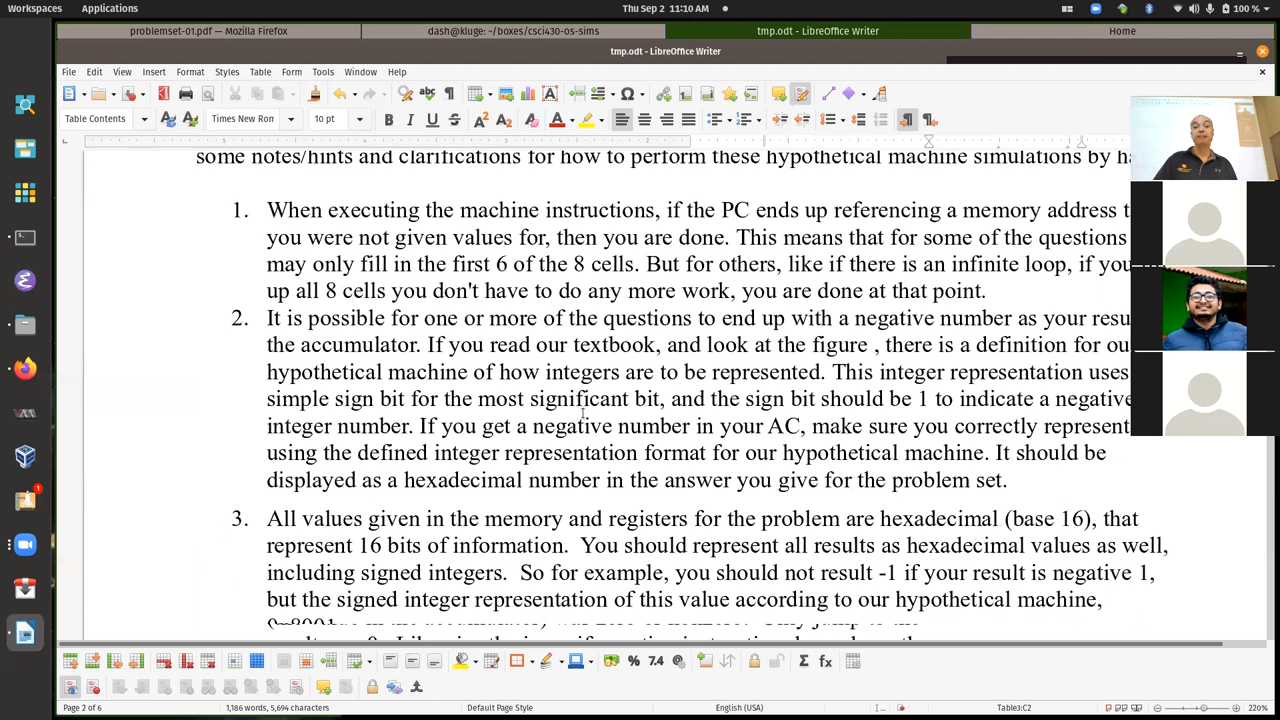 Workspaces Applications Thu Sep 2 11:10 AM 100 %
problemset-01.pdf — Mozilla Firefox dash@kluge: ~/boxes/csci430-os-sims tmp.odt - LibreOffice Writer Home
tmp.odt - LibreOffice Writer
File Edit View Insert Format Styles Table Form Tools Window Help
Table Contents Times New Ron 10 pt
some notes/hints and clarifications for how to perform these hypothetical machine simulations by ha
1. When executing the machine instructions, if the PC ends up referencing a memory address t
you were not given values for, then you are done. This means that for some of the questions
may only fill in the first 6 of the 8 cells. But for others, like if there is an infinite loop, if you
up all 8 cells you don't have to do any more work, you are done at that point.
2. It is possible for one or more of the questions to end up with a negative number as your resu
the accumulator. If you read our textbook, and look at the figure , there is a definition for ou
hypothetical machine of how integers are to be represented. This integer representation uses
simple sign bit for the most significant bit, and the sign bit should be 1 to indicate a negative
integer number. If you get a negative number in your AC, make sure you correctly represent
using the defined integer representation format for our hypothetical machine. It should be
displayed as a hexadecimal number in the answer you give for the problem set.
3. All values given in the memory and registers for the problem are hexadecimal (base 16), that
represent 16 bits of information. You should represent all results as hexadecimal values as well,
including signed integers. So for example, you should not result -1 if your result is negative 1,
but the signed integer representation of this value according to our hypothetical machine,
7.4
Page 2 of 6 1,186 words, 5,694 characters Default Page Style English (USA) Table3:C2 220%